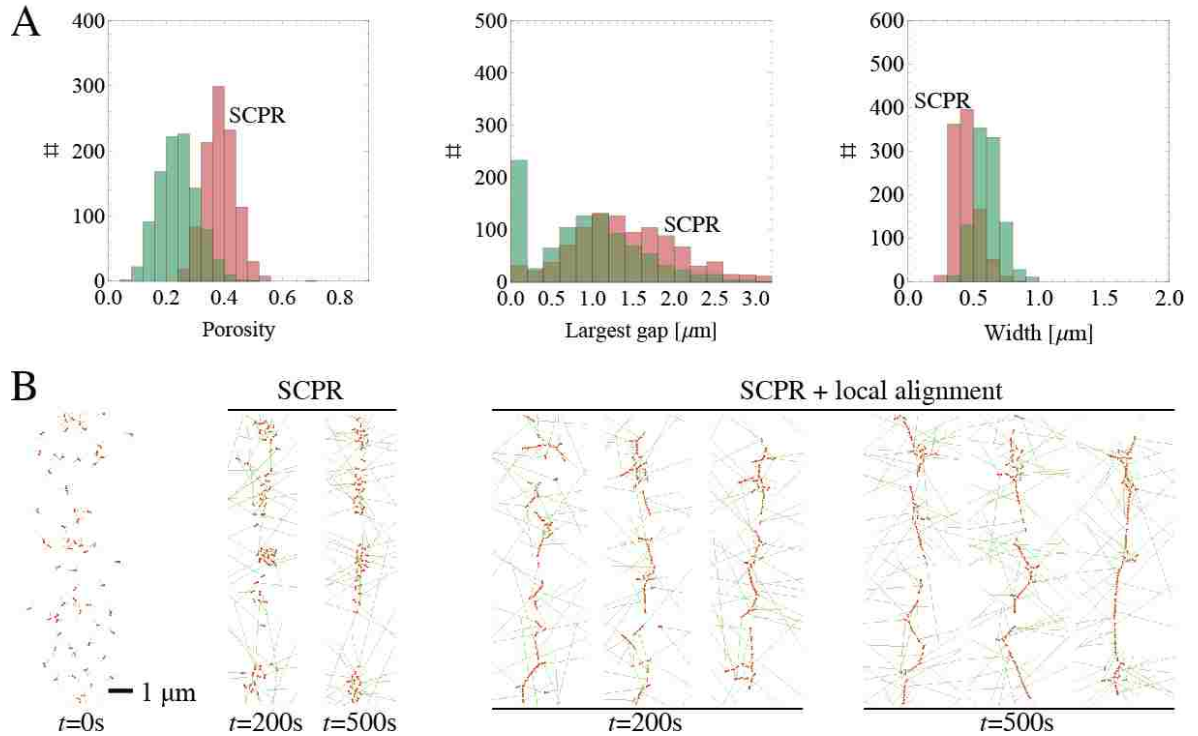 A
400
300
200
100
0
#
SCPR
0.0 0.2 0.4 0.6 0.8
Porosity
500
400
300
200
100
0
#
SCPR
0.0 0.5 1.0 1.5 2.0 2.5 3.0
Largest gap [μm]
600
500
400
300
200
100
0
#
SCPR
0.0 0.5 1.0 1.5 2.0
Width [μm]
B
SCPR
SCPR + local alignment
1 μm
t=0s
t=200s
t=500s
t=200s
t=500s